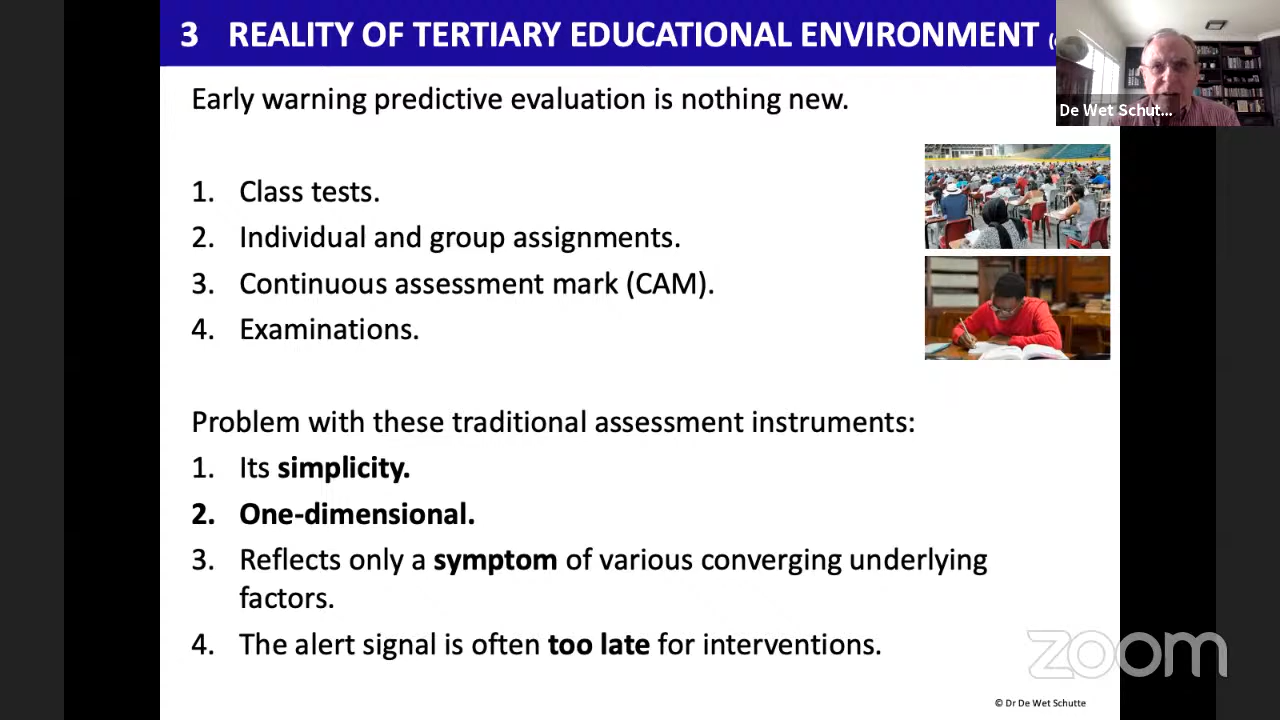 3 REALITY OF TERTIARY EDUCATIONAL ENVIRONMENT
De Wet Schut...
Early warning predictive evaluation is nothing new.
1. Class tests.
2. Individual and group assignments.
3. Continuous assessment mark (CAM).
4. Examinations.
Problem with these traditional assessment instruments:
1. Its simplicity.
2. One-dimensional.
3. Reflects only a symptom of various converging underlying
factors.
4. The alert signal is often too late for interventions.
zoom
© Dr De Wet Schutte